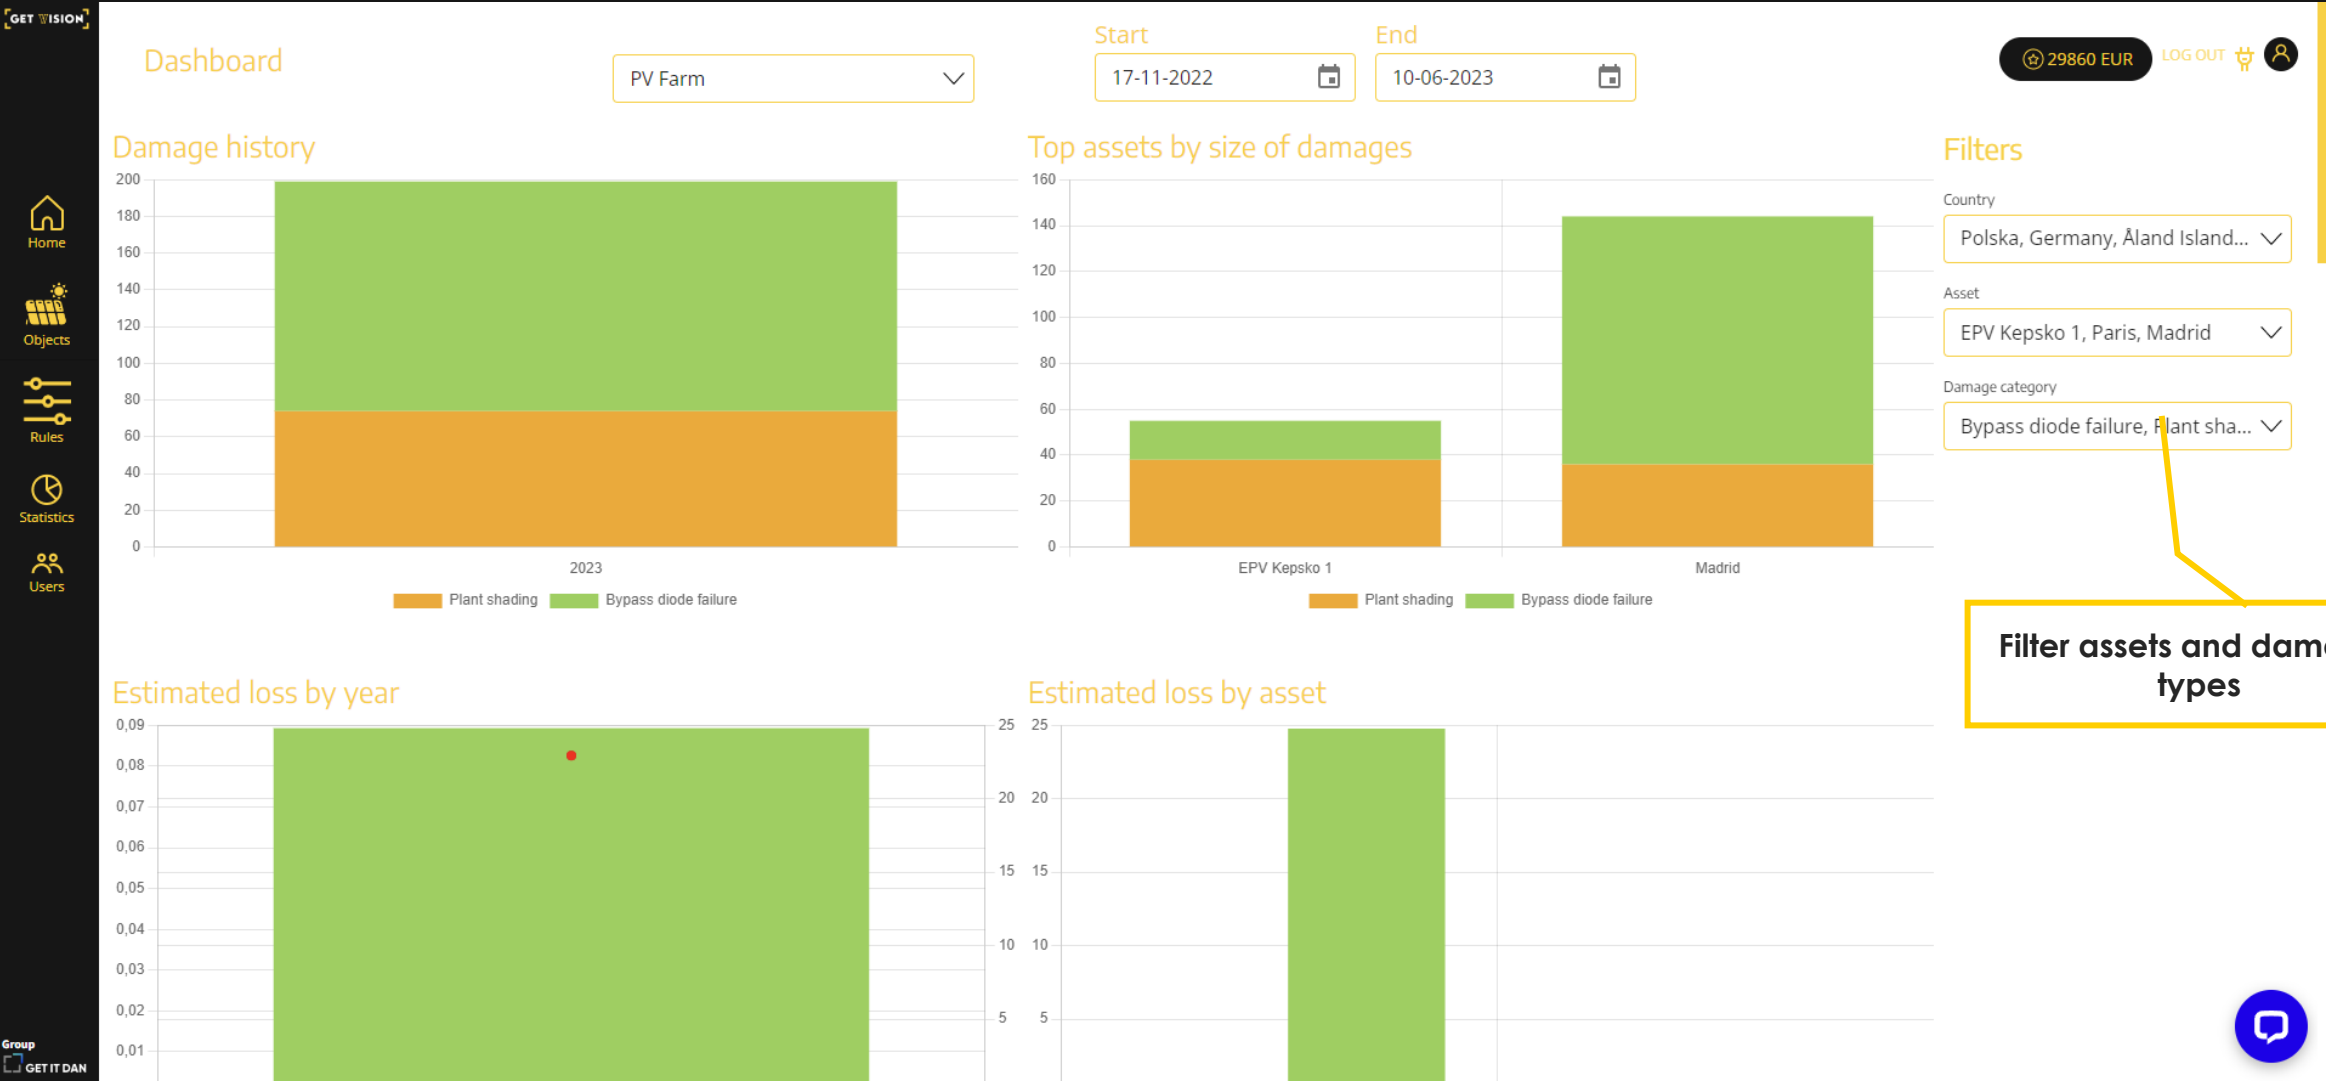 GET VISION
Dashboard
PV Farm
Start
17-11-2022
End
10-06-2023
29860 EUR
LOG OUT
Home
Objects
Rules
Statistics
Users
Group
GET IT DAN
Damage history
200
180
160
140
120
100
80
60
40
20
0
2023
Plant shading
Bypass diode failure
Top assets by size of damages
160
140
120
100
80
60
40
20
0
EPV Kepsko 1
Madrid
Plant shading
Bypass diode failure
Filters
Country
Polska, Germany, Åland Island...
Asset
EPV Kepsko 1, Paris, Madrid
Damage category
Bypass diode failure, Plant sha...
Filter assets and dam
types
Estimated loss by year
0,09
0,08
0,07
0,06
0,05
0,04
0,03
0,02
0,01
25
20
15
10
5
Estimated loss by asset
25
20
15
10
5